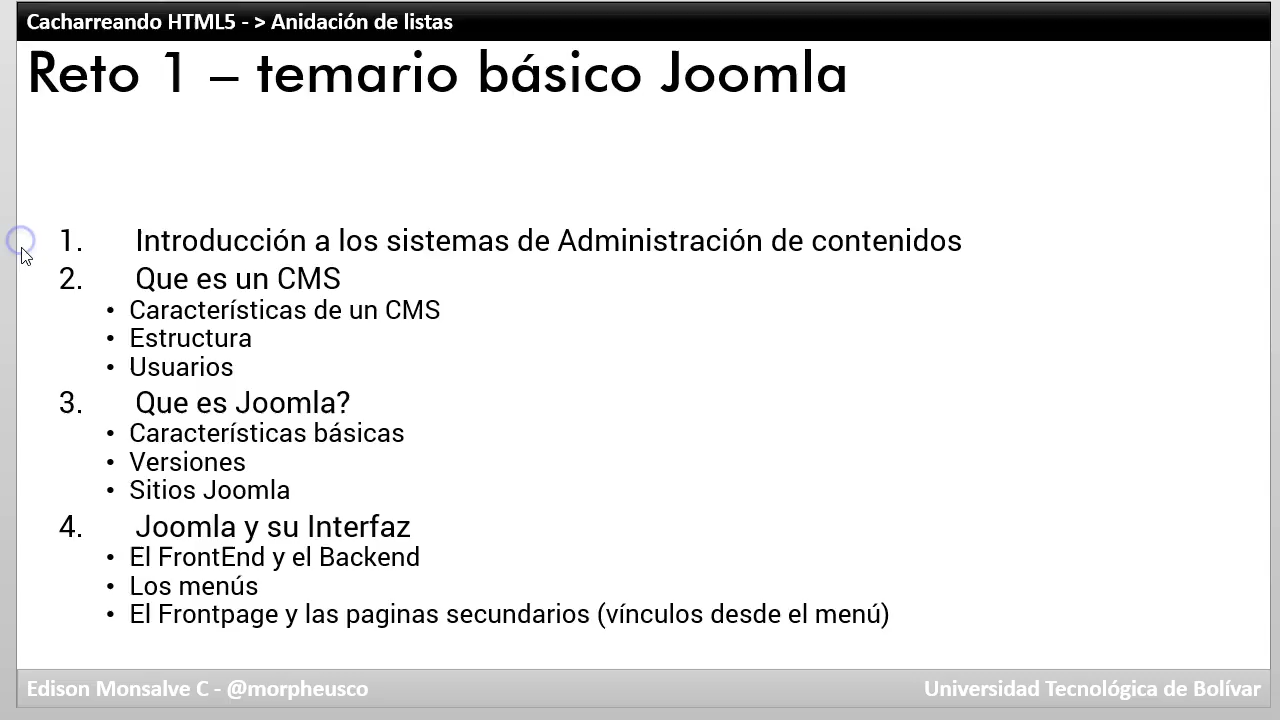 Cacharreando HTML5 - > Anidación de listas
Reto 1 – temario básico Joomla
1. Introducción a los sistemas de Administración de contenidos
2. Que es un CMS
• Características de un CMS
• Estructura
• Usuarios
3. Que es Joomla?
• Características básicas
• Versiones
• Sitios Joomla
4. Joomla y su Interfaz
• El FrontEnd y el Backend
• Los menús
• El Frontpage y las paginas secundarios (vínculos desde el menú)
Edison Monsalve C - @morpheusco
Universidad Tecnológica de Bolívar